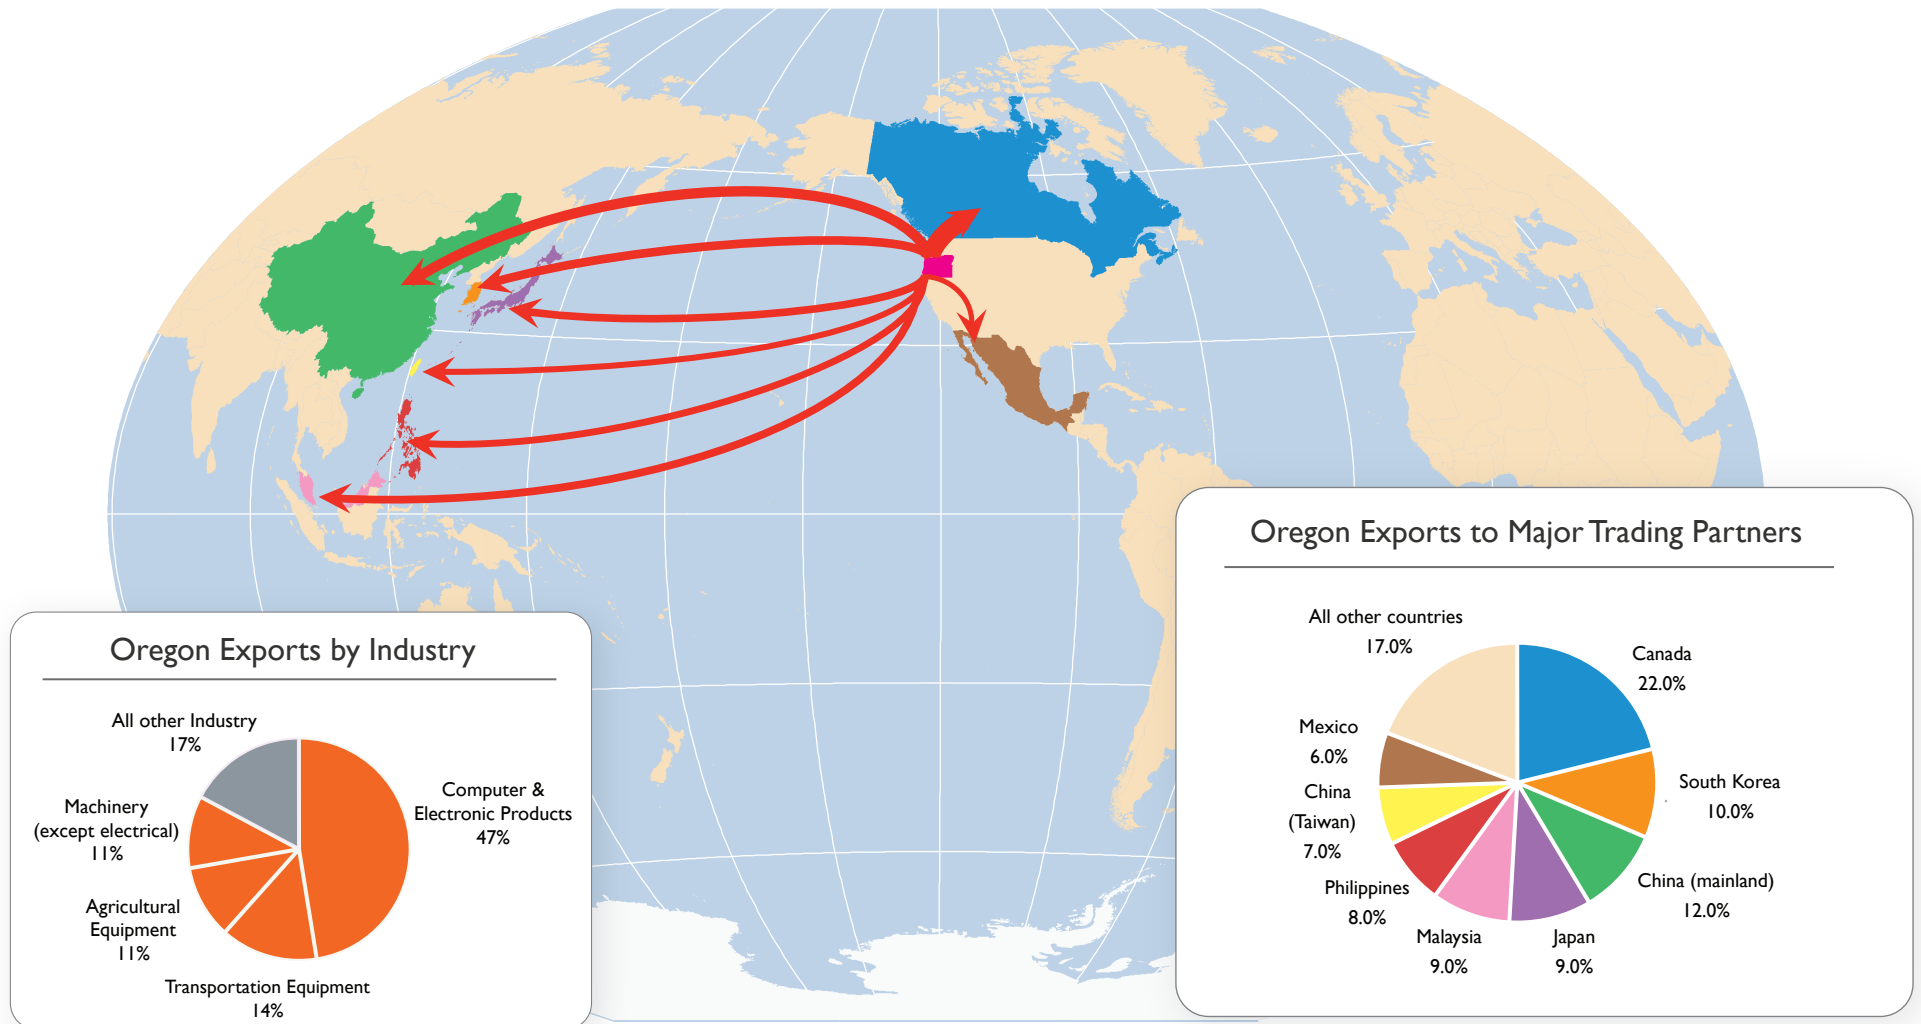 Oregon Exports to Major Trading Partners
All other countries
17.0%
Canada
22.0%
Mexico
6.0%
South Korea
10.0%
China
(Taiwan)
7.0%
China (mainland)
12.0%
Philippines
8.0%
Malaysia
9.0%
Japan
9.0%
Oregon Exports by Industry
All other Industry
17%
Computer &
Electronic Products
47%
Machinery
(except electrical)
11%
Agricultural
Equipment
11%
Transportation Equipment
14%